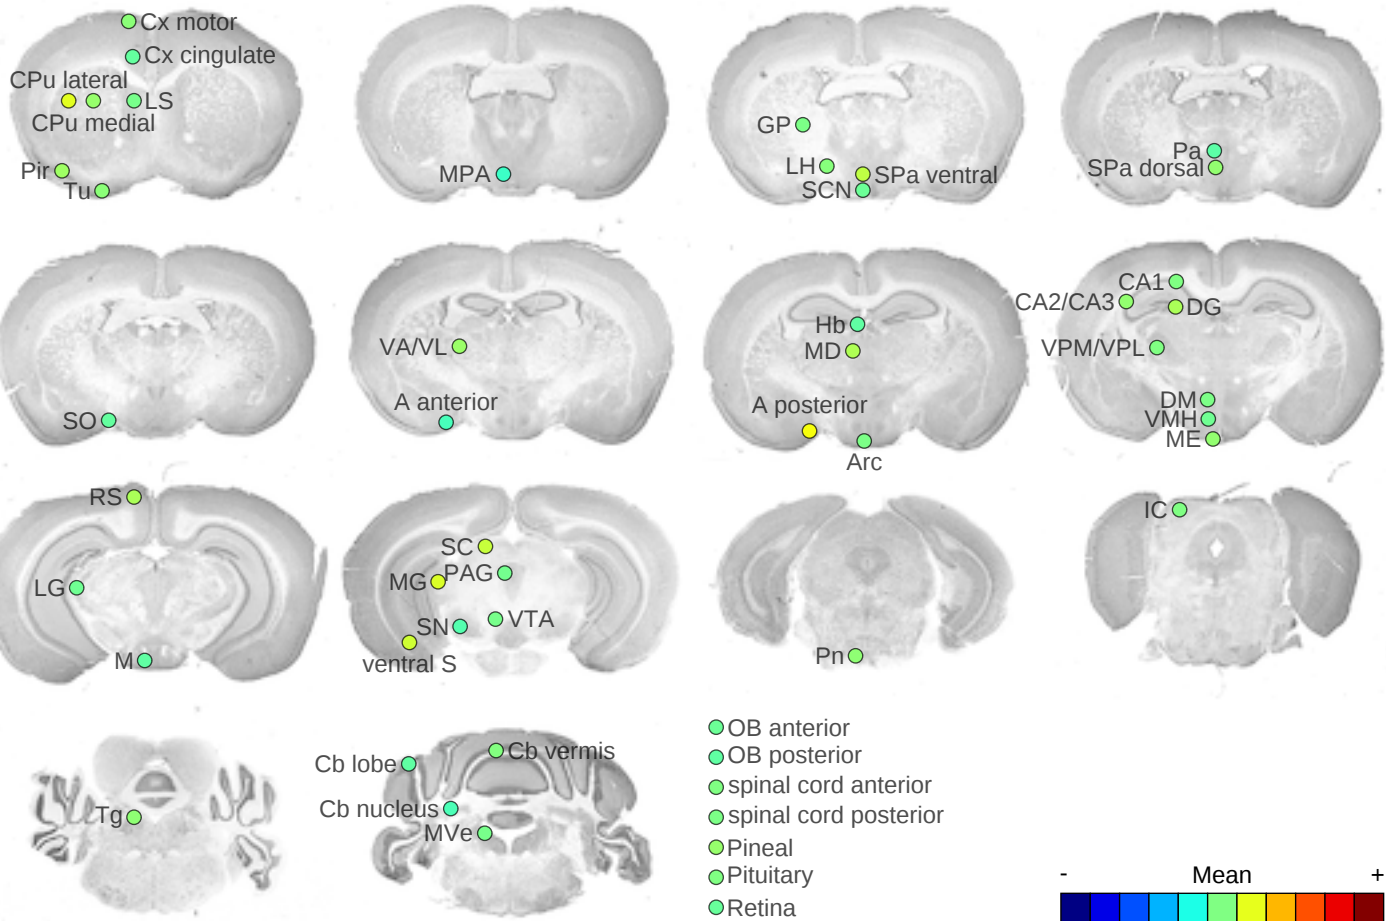 Cx motor
Cx cingulate
CPu lateral
LS
CPu medial
Pir
Tu
MPA
GP
LH
SPa ventral
SCN
Pa
SPa dorsal
SO
VA/VL
A anterior
Hb
MD
A posterior
Arc
CA1
CA2/CA3
DG
VPM/VPL
DM
VMH
ME
RS
LG
M
SC
MG
PAG
SN
VTA
ventral S
Pn
IC
Tg
Cb lobe
Cb vermis
Cb nucleus
MVe
OB anterior
OB posterior
spinal cord anterior
spinal cord posterior
Pineal
Pituitary
Retina
- Mean +